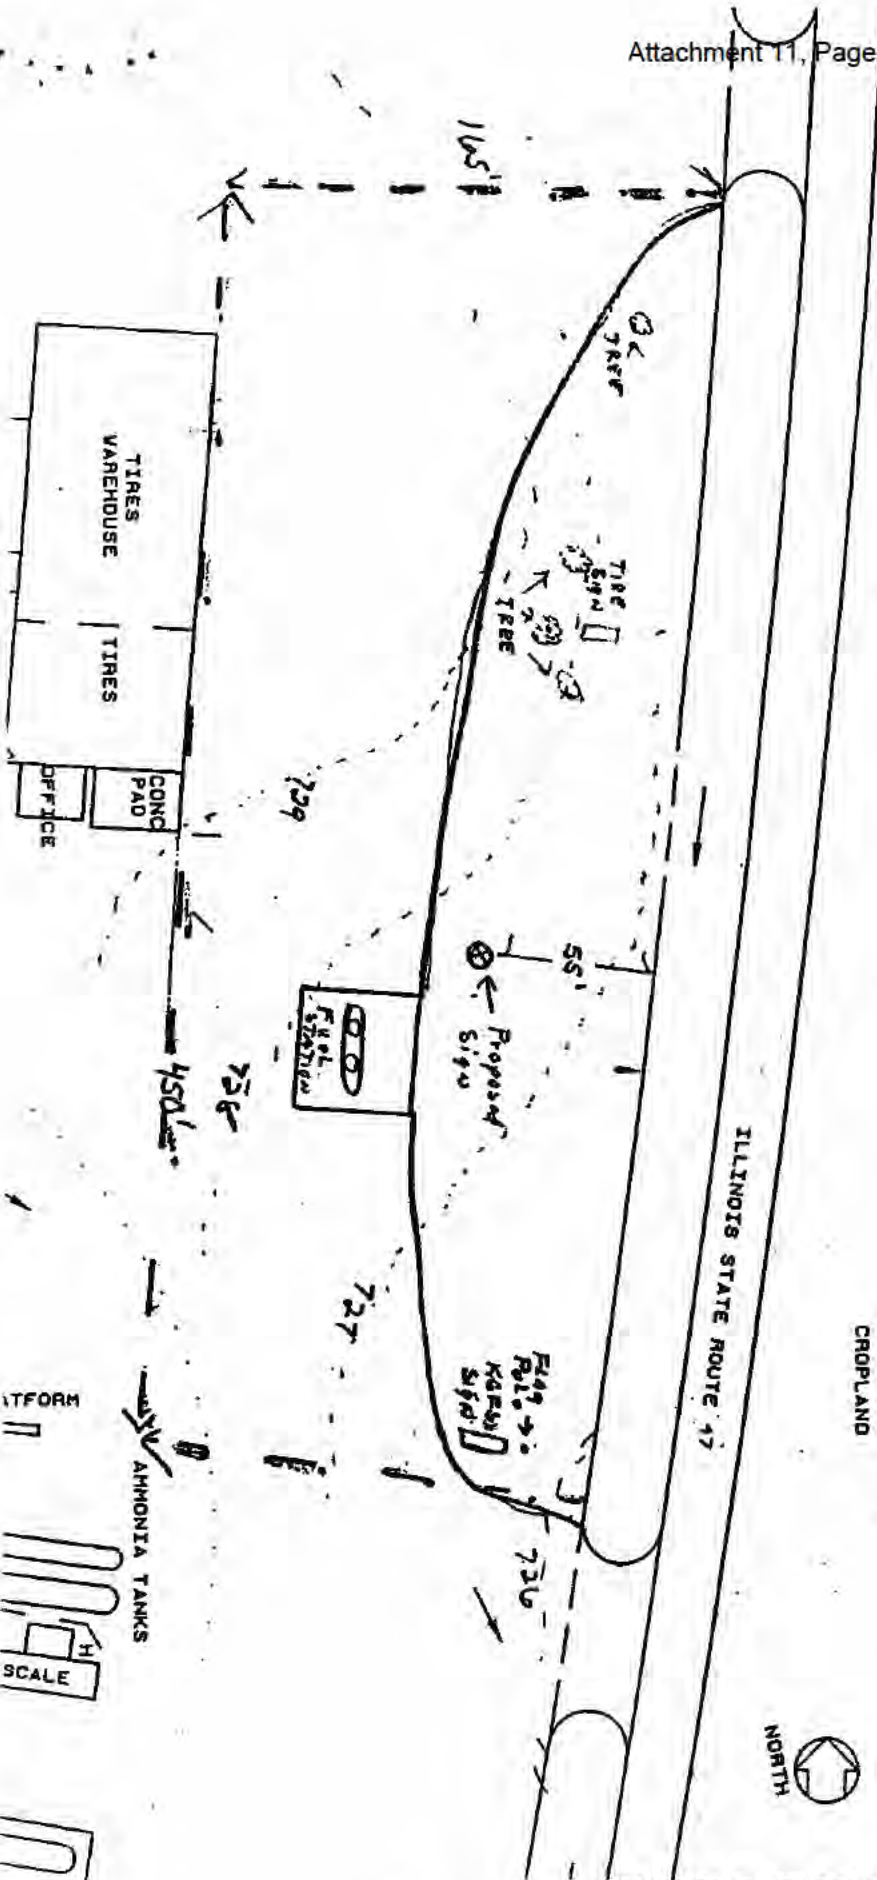 Attachment 11, Page
165'
TREE
TIRES
WAREHOUSE
TIRE
SIGN
TREE
TIRES
CONC
PAD
OFFICE
729
55'
Proposed
Sign
FUEL
STATION
728
450'
ILLINOIS STATE ROUTE 17
727
CROPLAND
Flag
Pole
SIGN
ATFORM
AMMONIA TANKS
726
H
SCALE
NORTH